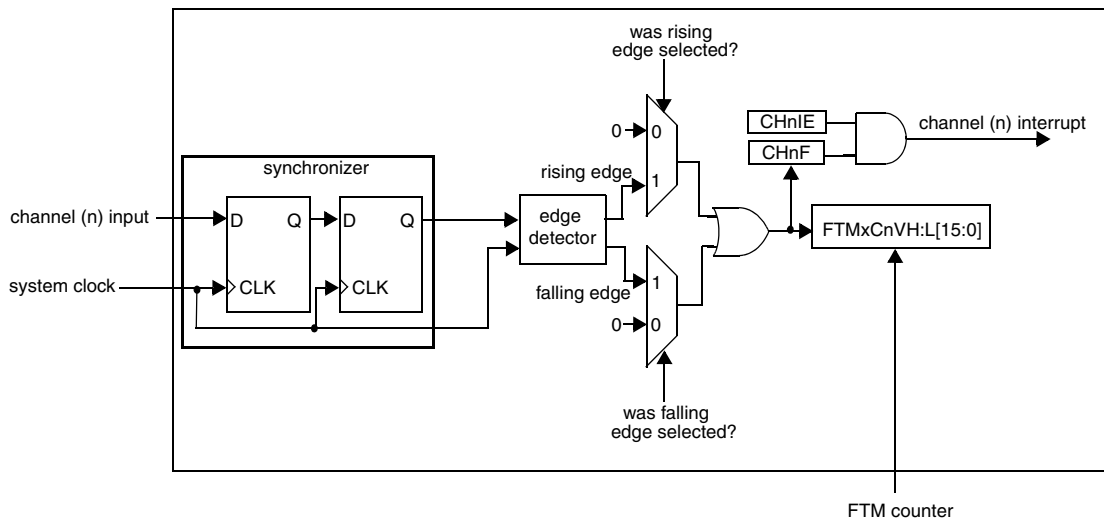 was rising
edge selected?
0
0
CHnIE
channel (n) interrupt
CHnF
synchronizer
rising edge
1
channel (n) input
D
Q
D
Q
edge
detector
FTMxCnVH:L[15:0]
system clock
CLK
CLK
1
falling edge
0
0
was falling
edge selected?
FTM counter